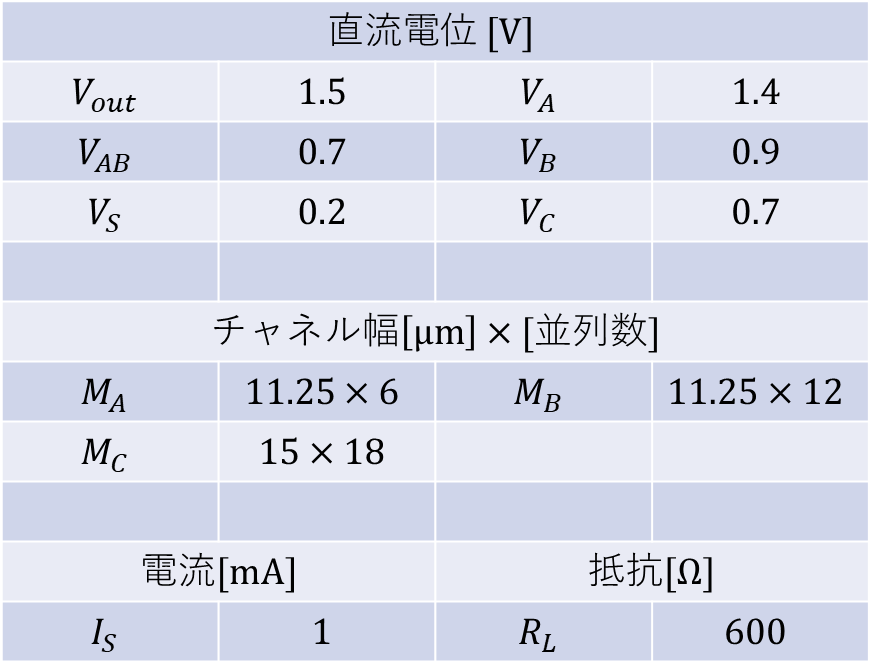 直流電位 [V]
V_out 1.5 V_A 1.4
V_AB 0.7 V_B 0.9
V_S 0.2 V_C 0.7
チャネル幅[μm] × [並列数]
M_A 11.25 × 6 M_B 11.25 × 12
M_C 15 × 18
電流[mA] 抵抗[Ω]
I_S 1 R_L 600